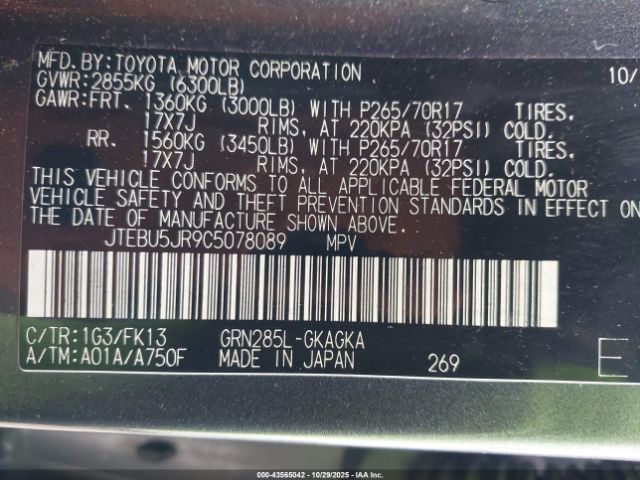 MFD. BY: TOYOTA MOTOR CORPORATION 10/
GVWR: 2855KG (6300LB)
GAWR: FRT. 1360KG (3000LB) WITH P265/70R17 TIRES,
17X7J RIMS, AT 220KPA (32PSI) COLD.
RR. 1560KG (3450LB) WITH P265/70R17 TIRES,
17X7J RIMS, AT 220KPA (32PSI) COLD.
THIS VEHICLE CONFORMS TO ALL APPLICABLE FEDERAL MOTOR
VEHICLE SAFETY AND THEFT PREVENTION STANDARDS IN EFFECT ON
THE DATE OF MANUFACTURE SHOWN ABOVE.
JTEBU5JR9C5078089 MPV
C/TR: 1G3/FK13 GRN285L-GKAGKA
A/TM: A01A/A750F MADE IN JAPAN 269 E
000-43565042 - 10/29/2025 - IAA Inc.